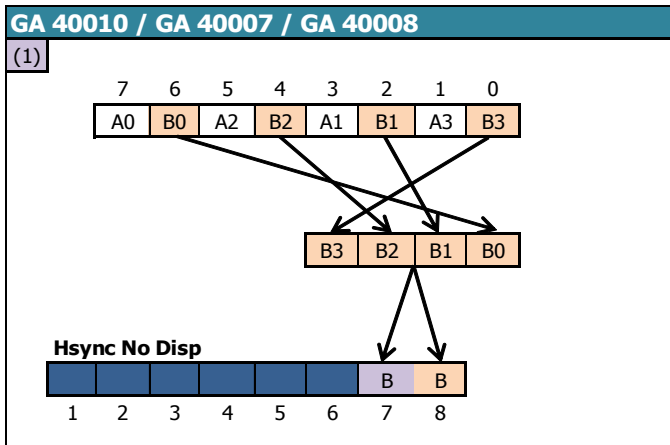 GA 40010 / GA 40007 / GA 40008
(1)
7 6 5 4 3 2 1 0
A0 B0 A2 B2 A1 B1 A3 B3
B3 B2 B1 B0
Hsync No Disp
B B
1 2 3 4 5 6 7 8